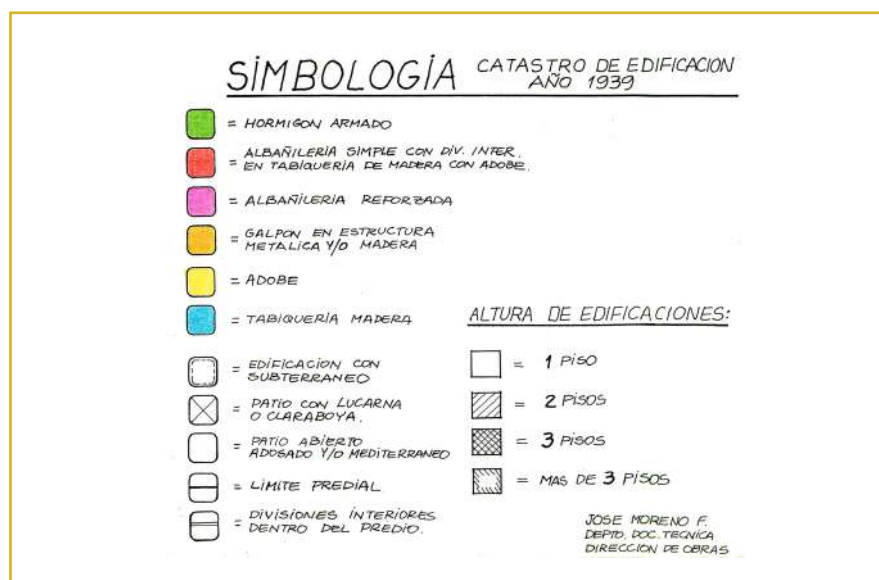 SIMBOLOGÍA
CATASTRO DE EDIFICACION
AÑO 1939
= HORMIGON ARMADO
= ALBAÑILERIA SIMPLE CON DIV. INTER.
EN TABIQUERIA DE MADERA CON ADOBE.
= ALBAÑILERIA REFORZADA
= GALPON EN ESTRUCTURA
METALICA Y/O MADERA
= ADOBE
= TABIQUERÍA MADERA
= EDIFICACION CON
SUBTERRANEO
= PATIO CON LUCARNA
O CLARABOYA.
= PATIO ABIERTO
ADOSADO Y/O MEDITERRANEO
= LIMITE PREDIAL
= DIVISIONES INTERIORES
DENTRO DEL PREDIO.
ALTURA DE EDIFICACIONES:
= 1 PISO
= 2 PISOS
= 3 PISOS
= MAS DE 3 PISOS
JOSE MORENO F.
DEPTO. DOC. TECNICA
DIRECCION DE OBRAS